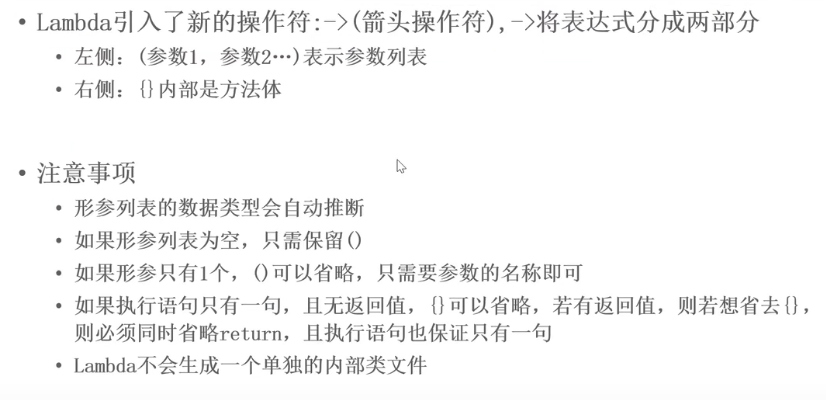 • Lambda引入了新的操作符:->(箭头操作符),->将表达式分成两部分
• 左侧：(参数1，参数2…)表示参数列表
• 右侧：{}内部是方法体
• 注意事项
• 形参列表的数据类型会自动推断
• 如果形参列表为空，只需保留()
• 如果形参只有1个，()可以省略，只需要参数的名称即可
• 如果执行语句只有一句，且无返回值，{}可以省略，若有返回值，则若想省去{}，
则必须同时省略return，且执行语句也保证只有一句
• Lambda不会生成一个单独的内部类文件